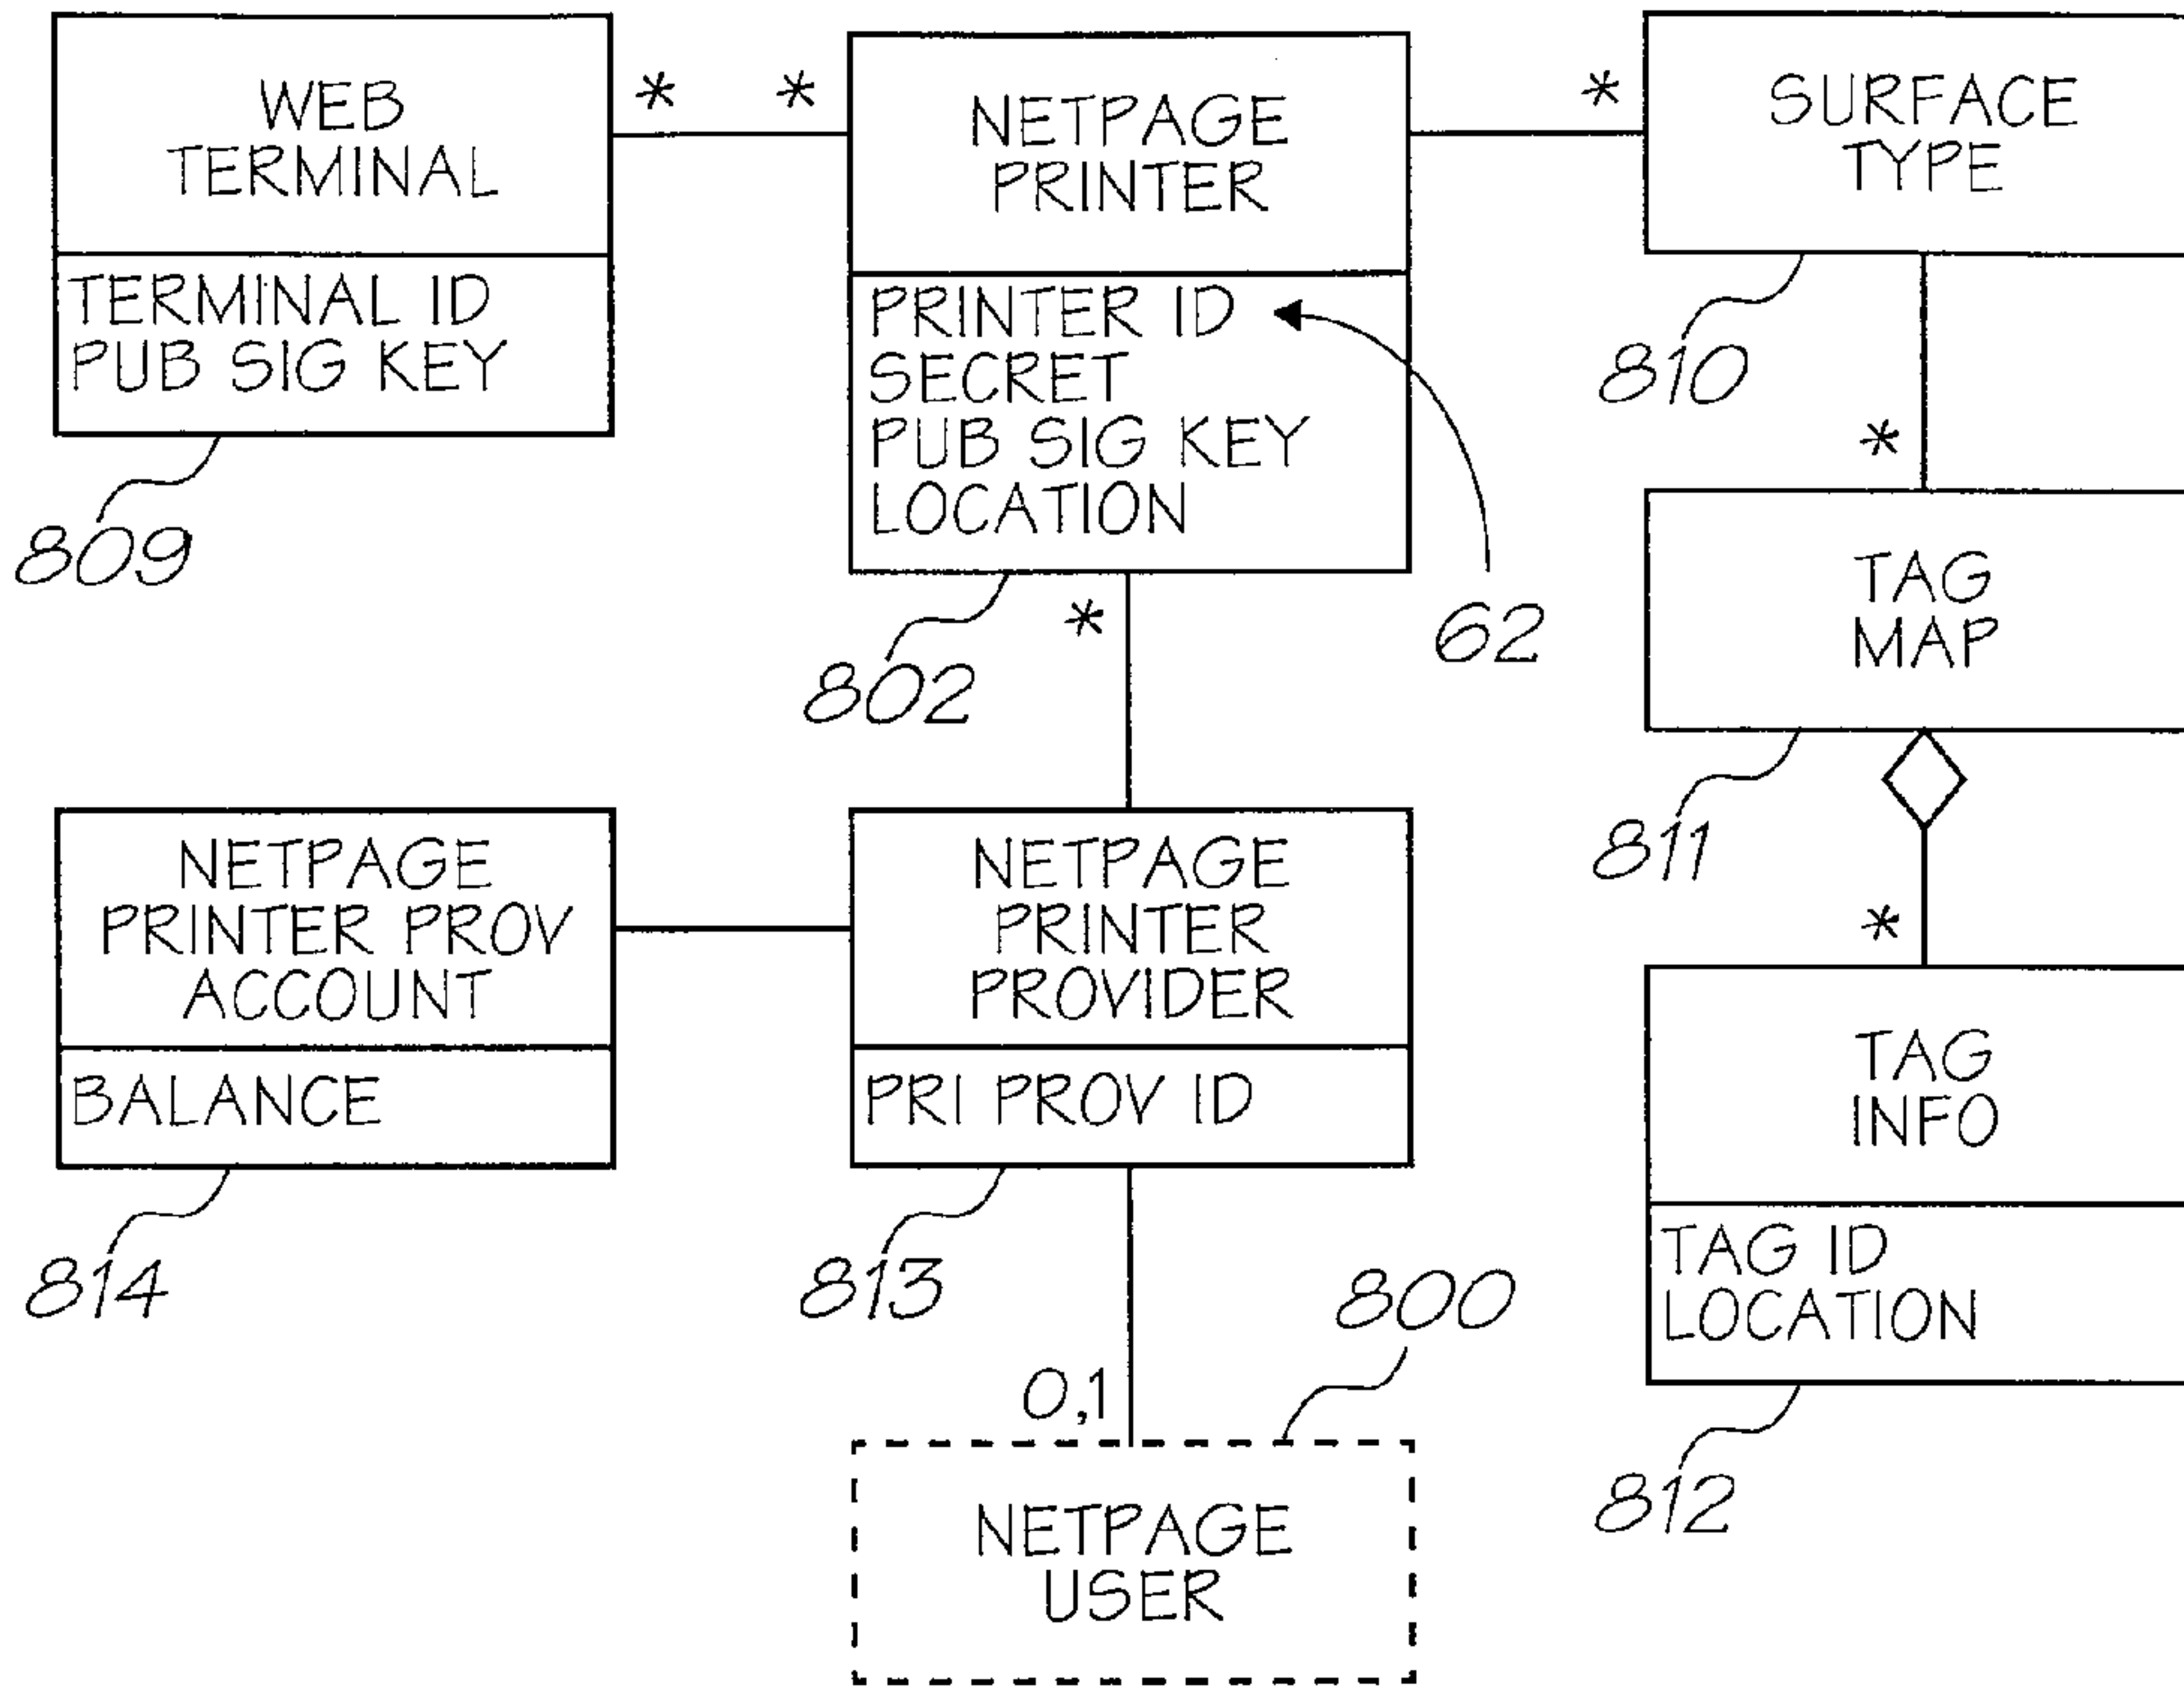 WEB
TERMINAL
TERMINAL ID
PUB SIG KEY
809
*
*
NETPAGE
PRINTER
PRINTER ID
SECRET
PUB SIG KEY
LOCATION
62
802
*
*
SURFACE
TYPE
810
*
TAG
MAP
811
*
TAG
INFO
TAG ID
LOCATION
812
NETPAGE
PRINTER PROV
ACCOUNT
BALANCE
814
NETPAGE
PRINTER
PROVIDER
PRI PROV ID
813
800
0,1
NETPAGE
USER